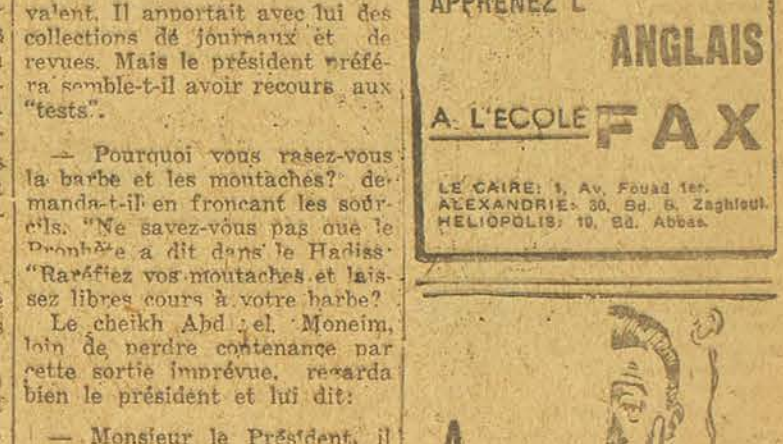 valent. Il apportait avec lui des
collections de journaux et de
revues. Mais le président préfé-
ra semble-t-il avoir recours aux
"tests".
— Pourquoi vous rasez-vous
la barbe et les moutaches? de-
manda-t-il en froncant les sour-
cils. "Ne savez-vous pas que le
Prophète a dit dans le Hadiss
"Raréfiez vos moutaches et lais-
sez libres cours à votre barbe?
Le cheikh Abd el Moneim,
loin de perdre contenance par
cette sortie imprévue, regarda
bien le président et lui dit:
— Monsieur le Président, il
APPRENEZ L'
ANGLAIS
A L'ECOLE FAX
LE CAIRE: 1, Av. Fouad 1er.
ALEXANDRIE: 30, Bd. S. Zaghloul.
HELIOPOLIS: 10, Bd. Abbas.
A